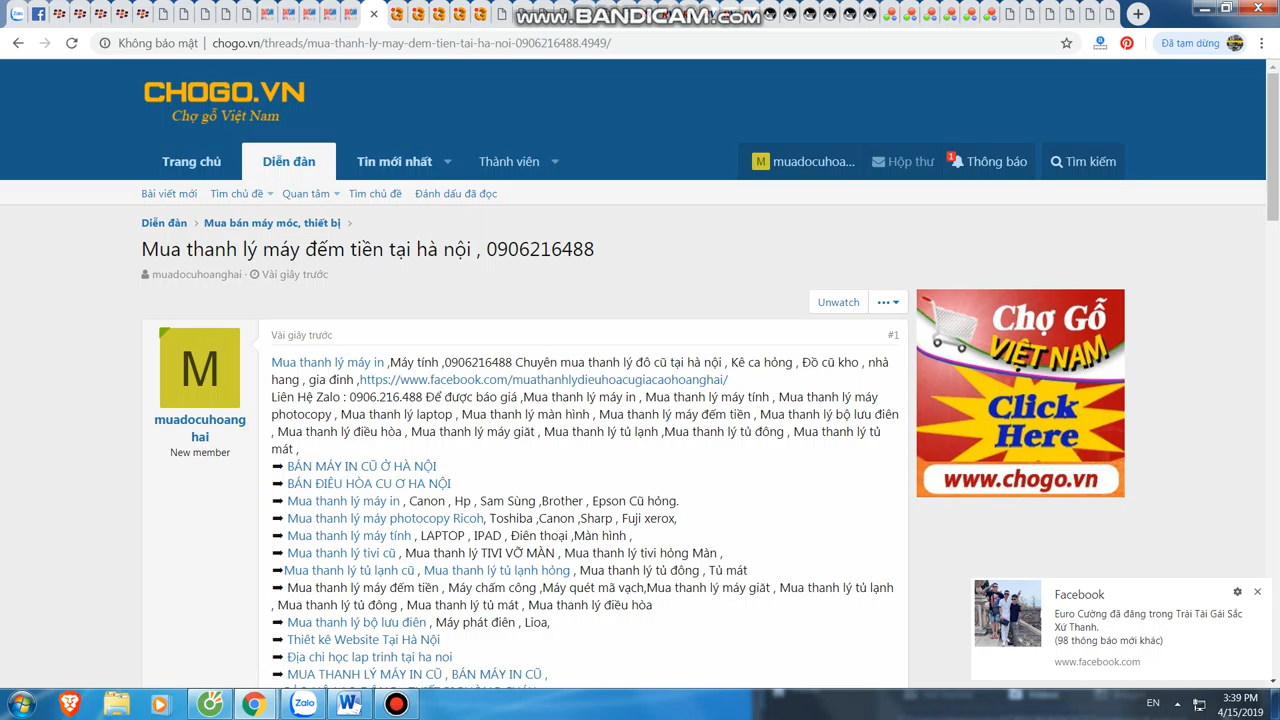 www.BANDICAM.com
Không bảo mật | chogo.vn/threads/mua-thanh-ly-may-dem-tien-tai-ha-noi-0906216488.4949/
Đã tạm dừng
CHOGO.VN
Chợ gỗ Việt Nam
Trang chủ Diễn đàn Tin mới nhất Thành viên M muadocuhoa... Hộp thư 1 Thông báo Tìm kiếm
Bài viết mới Tìm chủ đề Quan tâm Tìm chủ đề Đánh dấu đã đọc
Diễn đàn Mua bán máy móc, thiết bị
Mua thanh lý máy đếm tiền tại hà nội , 0906216488
muadocuhoanghai · Vài giây trước
Unwatch •••
M
muadocuhoang
hai
New member
Vài giây trước #1
Mua thanh lý máy in ,Máy tính ,0906216488 Chuyên mua thanh lý đô cũ tại hà nội , Kê ca hỏng , Đồ cũ kho , nhà
hang , gia đinh ,https://www.facebook.com/muathanhlydieuhoacugiacaohoanghai/
Liên Hệ Zalo : 0906.216.488 Để được báo giá ,Mua thanh lý máy in , Mua thanh lý máy tính , Mua thanh lý máy
photocopy , Mua thanh lý laptop , Mua thanh lý màn hình , Mua thanh lý máy đếm tiền , Mua thanh lý bộ lưu điên
, Mua thanh lý điều hòa , Mua thanh lý máy giăt , Mua thanh lý tủ lạnh ,Mua thanh lý tủ đông , Mua thanh lý tủ
mát ,
➡ BÁN MÁY IN CŨ Ở HÀ NỘI
➡ BÁN ĐIÊU HÒA CU Ơ HA NỘI
➡ Mua thanh lý máy in , Canon , Hp , Sam Sùng ,Brother , Epson Cũ hỏng.
➡ Mua thanh lý máy photocopy Ricoh, Toshiba ,Canon ,Sharp , Fuji xerox,
➡ Mua thanh lý máy tính , LAPTOP , IPAD , Điên thoại ,Màn hình ,
➡ Mua thanh lý tivi cũ , Mua thanh lý TIVI VỠ MÀN , Mua thanh lý tivi hỏng Màn ,
➡Mua thanh lý tủ lạnh cũ , Mua thanh lý tủ lạnh hỏng , Mua thanh lý tủ đông , Tủ mát
➡ Mua thanh lý máy đếm tiền , Máy chấm công ,Máy quét mã vạch,Mua thanh lý máy giăt , Mua thanh lý tủ lạnh
, Mua thanh lý tủ đông , Mua thanh lý tủ mát , Mua thanh lý điều hòa
➡ Mua thanh lý bộ lưu điên , Máy phát điên , Lioa,
➡ Thiêt kê Website Tại Hà Nội
➡ Địa chi học lap trinh tại ha noi
➡ MUA THANH LÝ MÁY IN CŨ , BÁN MÁY IN CŨ ,
Chợ Gỗ
VIỆT NAM
Click
Here
www.chogo.vn
Facebook
Euro Cường đã đăng trong Trài Tài Gái Sắc
Xứ Thanh.
(98 thông báo mới khác)
www.facebook.com
Zalo
EN
3:39 PM
4/15/2019